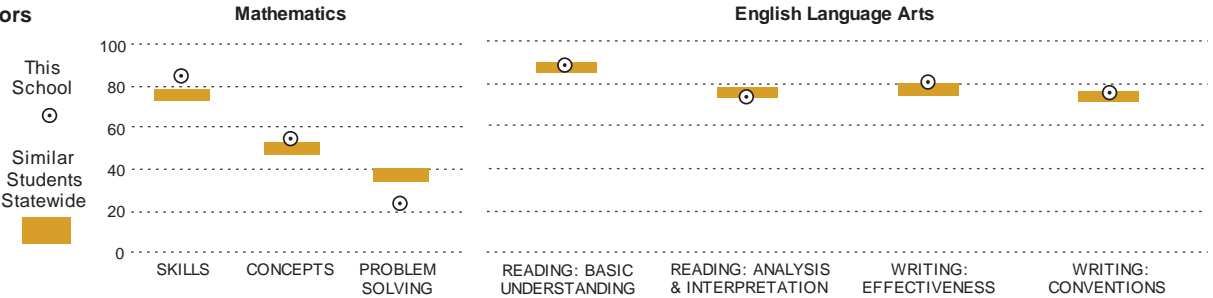 ors
Mathematics
English Language Arts
This
School
Similar
Students
Statewide
100
80
60
40
20
0
SKILLS
CONCEPTS
PROBLEM
SOLVING
READING: BASIC
UNDERSTANDING
READING: ANALYSIS
& INTERPRETATION
WRITING:
EFFECTIVENESS
WRITING:
CONVENTIONS